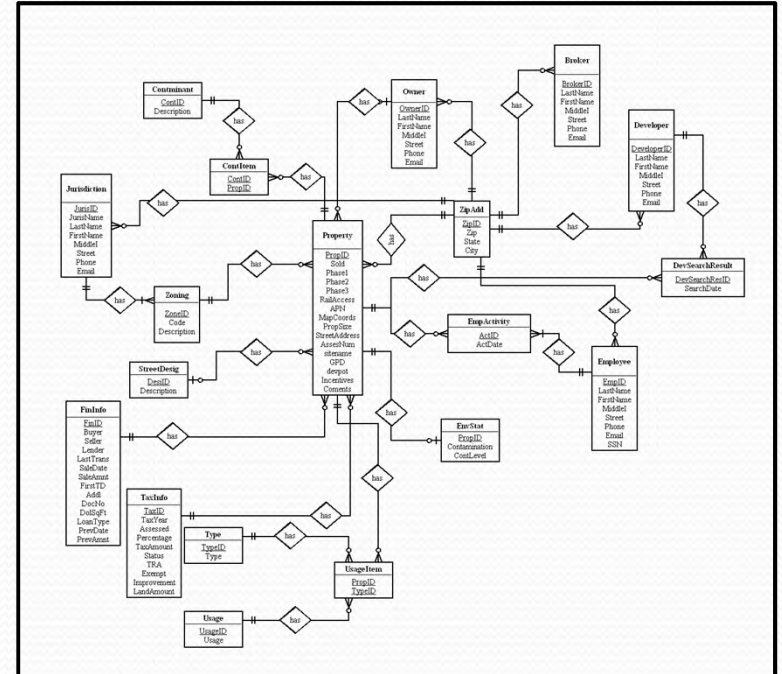 Broker
BrokerID
LastName
FirstName
MiddleI
Street
Phone
Email
Owner
OwnerID
LastName
FirstName
MiddleI
Street
Phone
Email
Contminant
ContID
Description
has
has
has
has
Developer
DeveloperID
LastName
FirstName
MiddleI
Street
Phone
Email
ContItem
ContID
PropID
has
Jurisdiction
JurisID
JurisName
LastName
FirstName
MiddleI
Street
Phone
Email
has
has
ZipAdd
ZipID
Zip
State
City
has
has
Property
PropID
Sold
Phase1
Phase2
Phase3
RailAccess
APN
MapCoords
PropSize
StreetAddress
AssesNum
sitename
GPD
devpot
Incentives
Coments
has
has
DevSearchResult
DevSearchResID
SearchDate
has
Zoning
ZoneID
Code
Description
has
has
EmpActivity
ActID
ActDate
has
has
StreetDesig
DesiID
Description
has
Employee
EmpID
LastName
FirstName
MiddleI
Street
Phone
Email
SSN
FinInfo
FinID
Buyer
Seller
Lender
LastTrans
SaleDate
SaleAmnt
FirstTD
Addl
DocNo
DolSqFt
LoanType
PrevDate
PrevAmnt
has
has
EnvStat
PropID
Contamination
ContLevel
TaxInfo
TaxID
TaxYear
Assessed
Percentage
TaxAmount
Status
TRA
Exempt
Improvement
LandAmount
has
has
Type
TypeID
Type
has
UsageItem
PropID
TypeID
Usage
UsageID
Usage
has